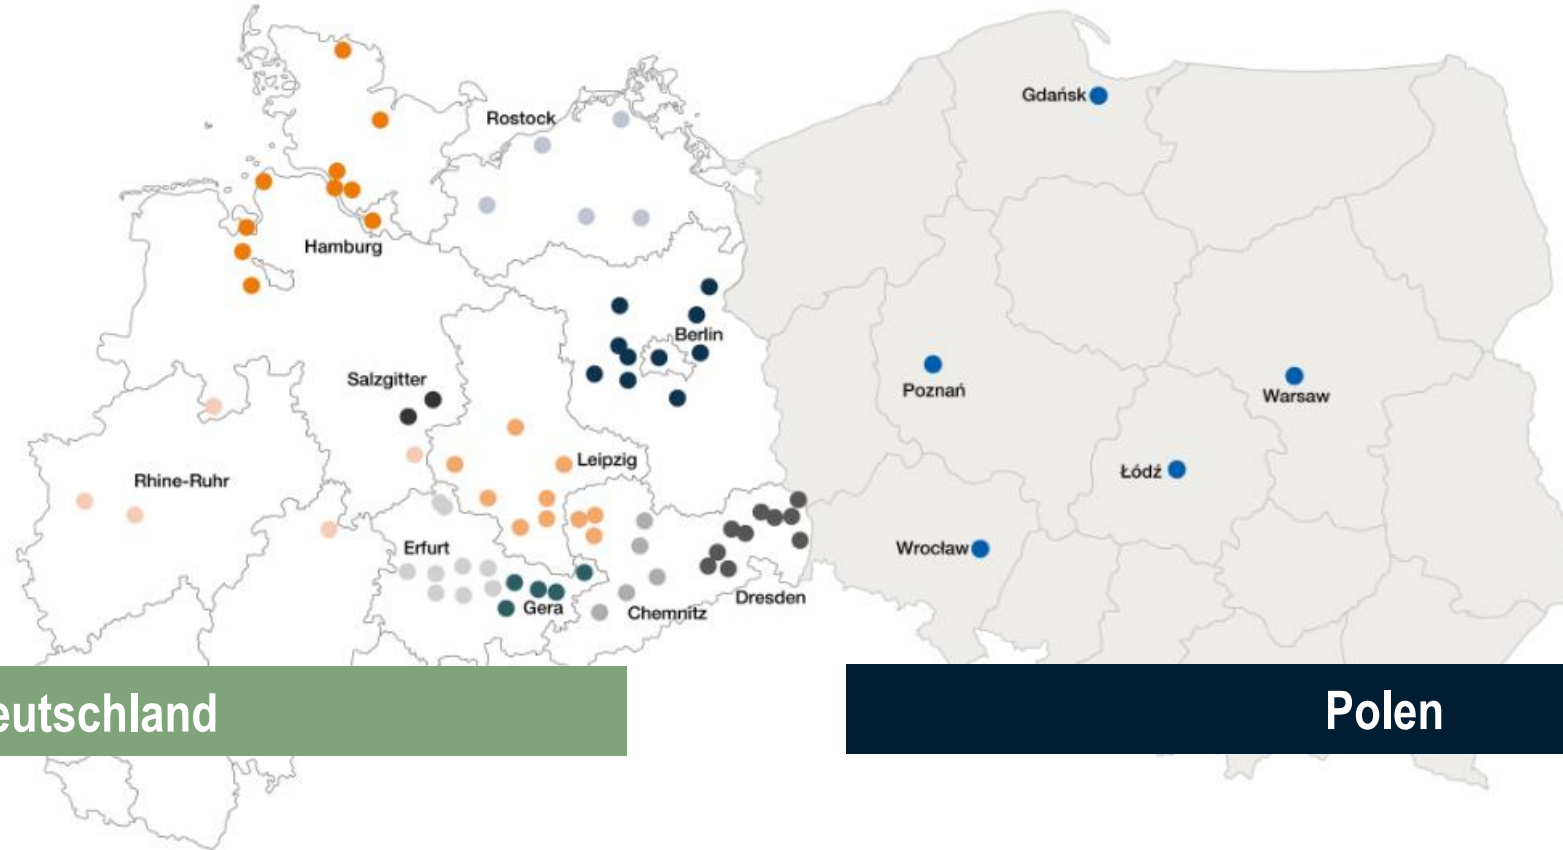 Gdańsk
Rostock
Hamburg
Berlin
Salzgitter
Poznań
Warsaw
Leipzig
Rhine-Ruhr
Łódź
Erfurt
Wrocław
Gera
Chemnitz
Dresden
eutschland
Polen